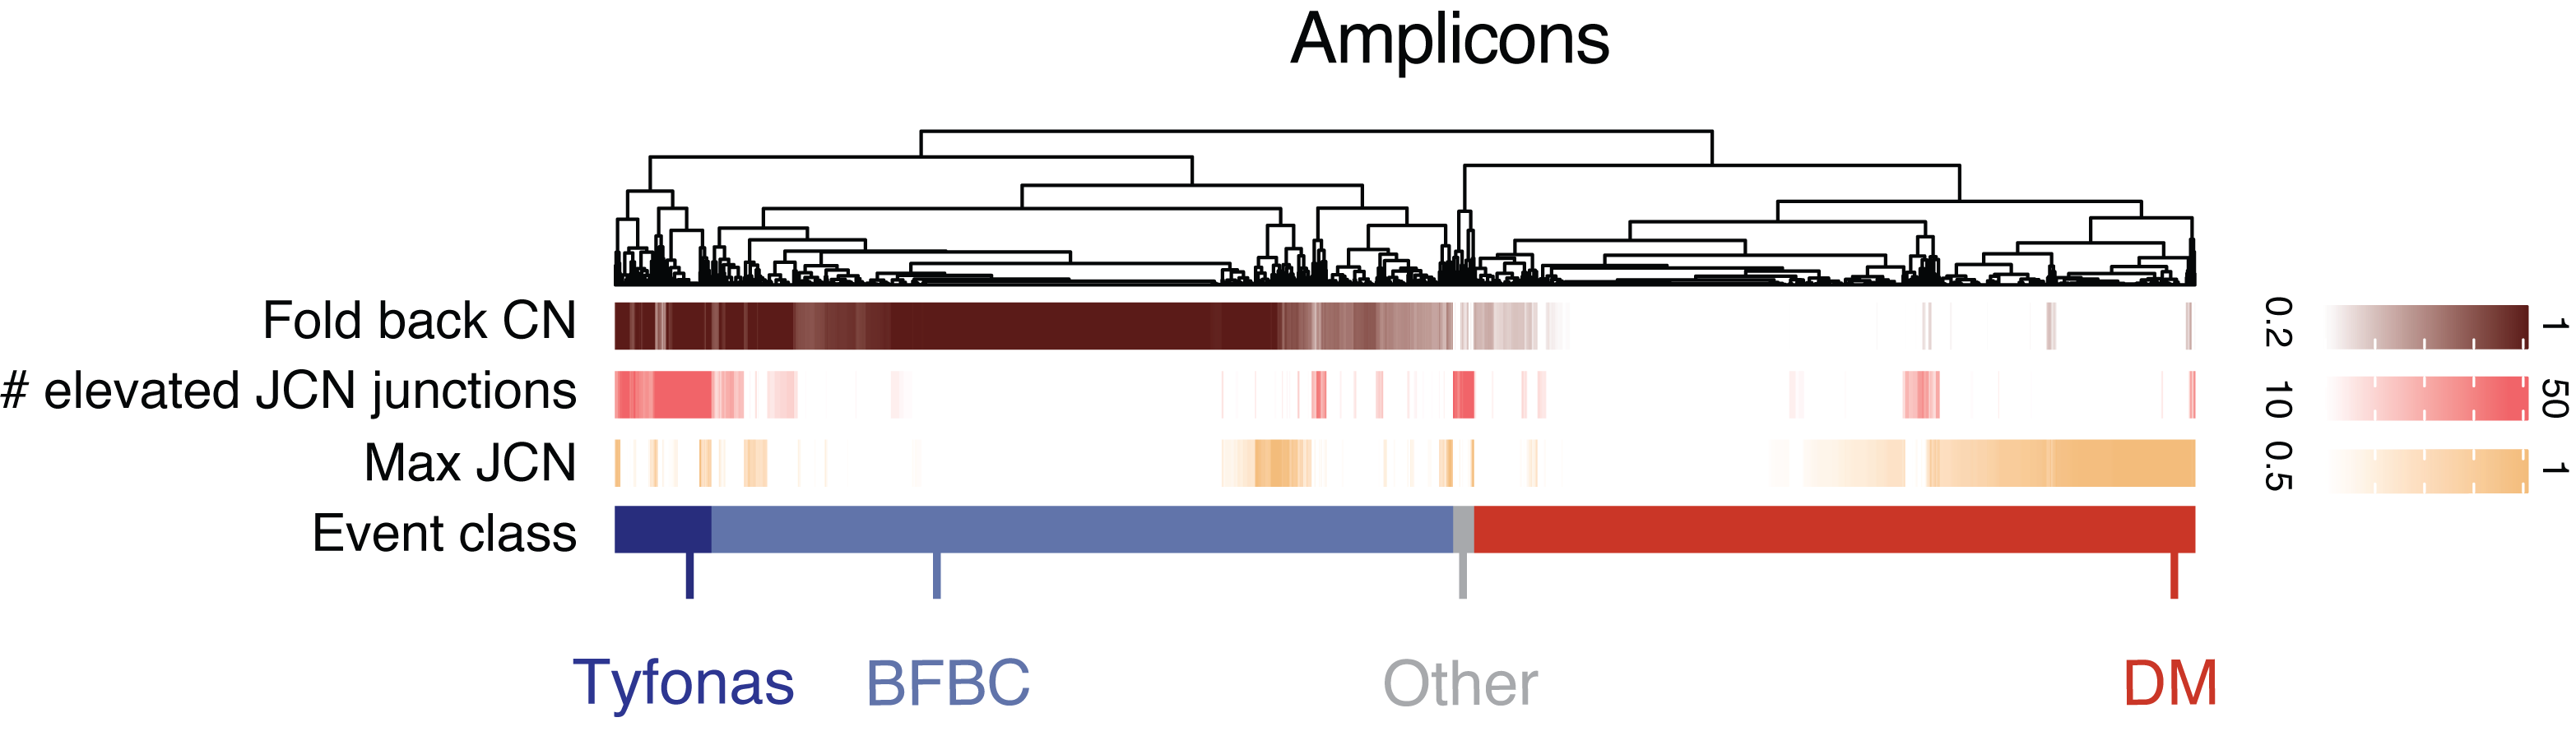 Amplicons
Fold back CN
0.2 1
# elevated JCN junctions
10 50
Max JCN
0.5 1
Event class
Tyfonas BFBC Other DM